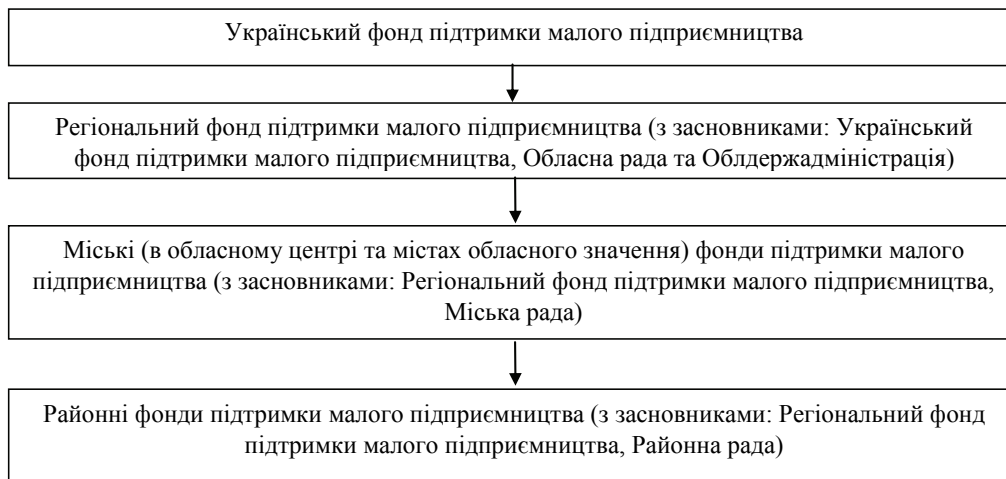 Український фонд підтримки малого підприємництва
Регіональний фонд підтримки малого підприємництва (з засновниками: Український
фонд підтримки малого підприємництва, Обласна рада та Облдержадміністрація)
Міські (в обласному центрі та містах обласного значення) фонди підтримки малого
підприємництва (з засновниками: Регіональний фонд підтримки малого підприємництва,
Міська рада)
Районні фонди підтримки малого підприємництва (з засновниками: Регіональний фонд
підтримки малого підприємництва, Районна рада)